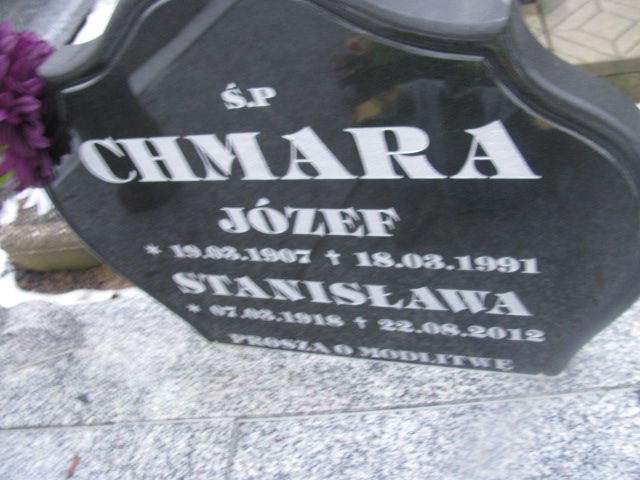 Ś.P
CHMARA
JÓZEF
* 19.03.1907 † 18.03.1991
STANISŁAWA
* 07.03.1918 † 22.08.2012
PROSZĄ O MODLITWĘ